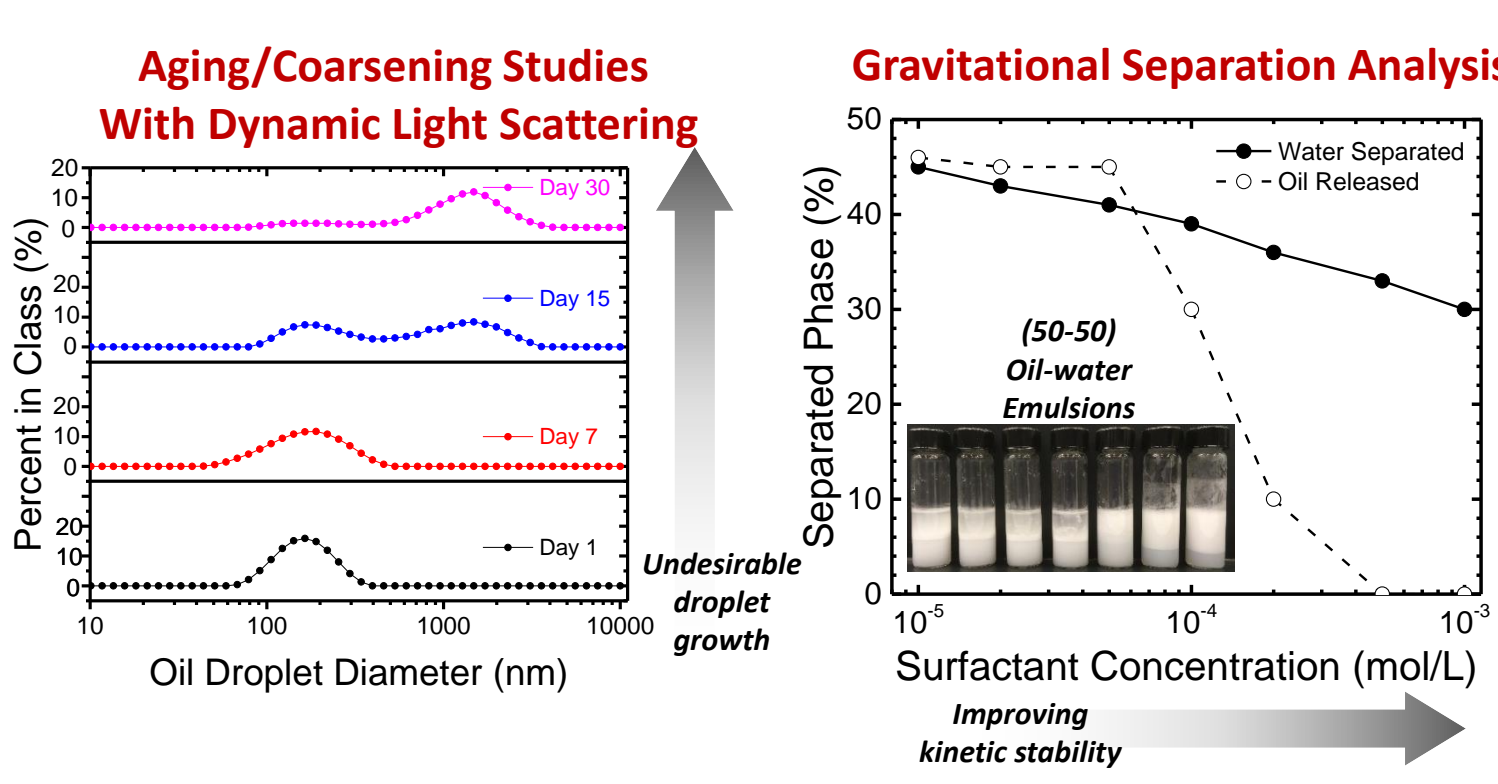 Aging/Coarsening Studies
With Dynamic Light Scattering
20
10
0
Day 30
20
10
0
Day 15
20
10
0
Day 7
20
10
0
Day 1
10
100
1000
10000
Percent in Class (%)
Oil Droplet Diameter (nm)
Undesirable
droplet
growth
Gravitational Separation Analysis
50
40
30
20
10
0
Water Separated
Oil Released
(50-50)
Oil-water
Emulsions
Separated Phase (%)
10⁻⁵
10⁻⁴
10⁻³
Surfactant Concentration (mol/L)
Improving
kinetic stability